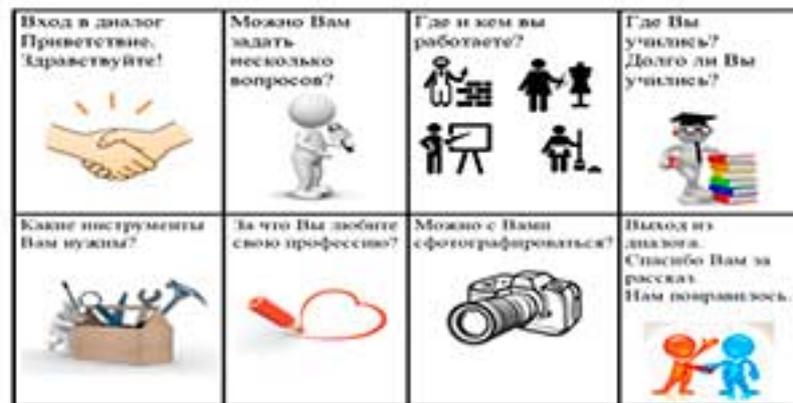 Вход в диалог
Приветствие.
Здравствуйте!
Можно Вам
задать
несколько
вопросов?
Где и кем вы
работаете?
Где Вы
учились?
Долго ли Вы
учились?
Какие инструменты
Вам нужны?
За что Вы любите
свою профессию?
Можно с Вами
сфотографироваться?
Выход из
диалога.
Спасибо Вам за
рассказ.
Нам понравилось.